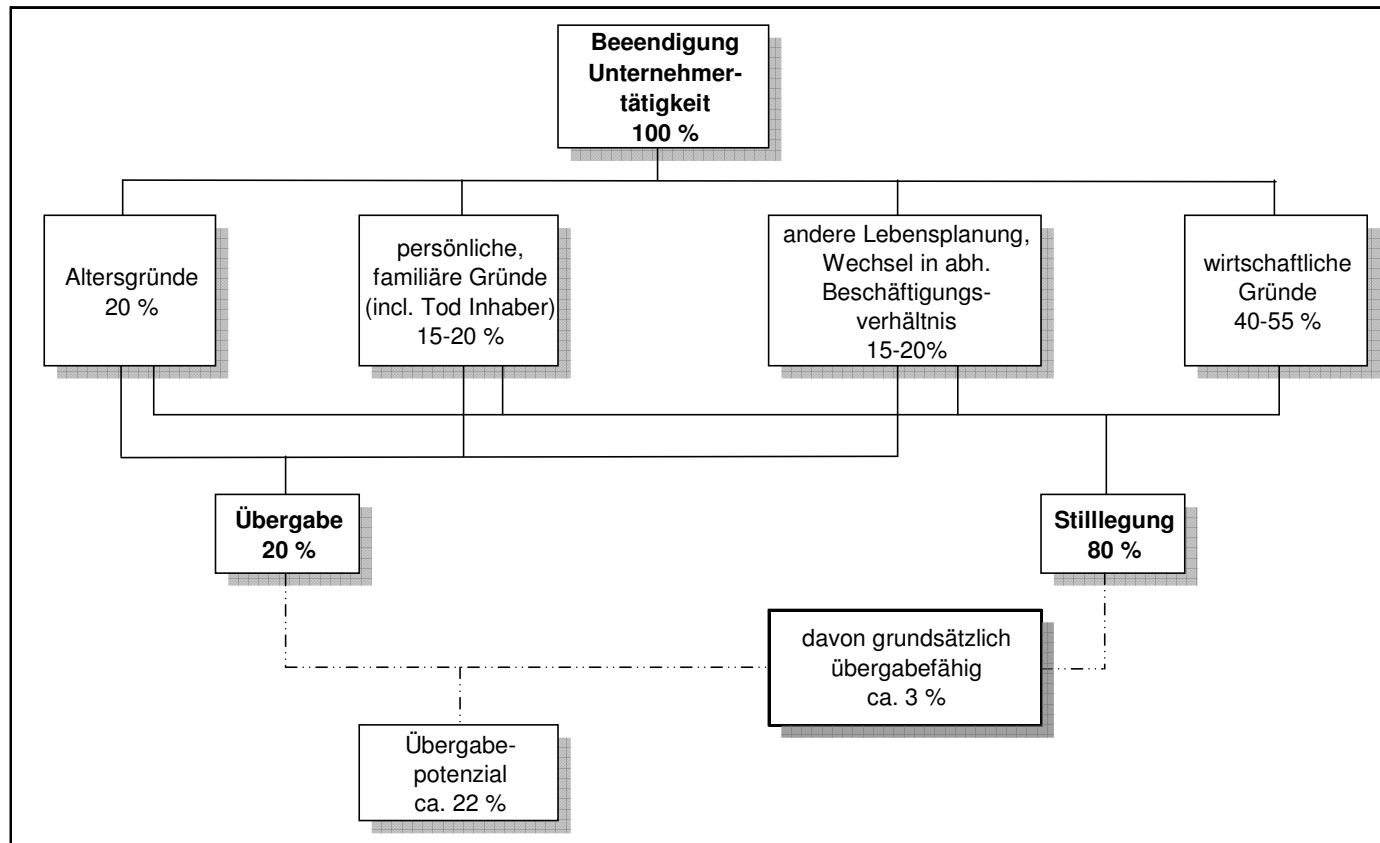 Beeendigung
Unternehmer-
tätigkeit
100 %
Altersgründe
20 %
persönliche,
familiäre Gründe
(incl. Tod Inhaber)
15-20 %
andere Lebensplanung,
Wechsel in abh.
Beschäftigungs-
verhältnis
15-20%
wirtschaftliche
Gründe
40-55 %
Übergabe
20 %
Stilllegung
80 %
davon grundsätzlich
übergabefähig
ca. 3 %
Übergabe-
potenzial
ca. 22 %